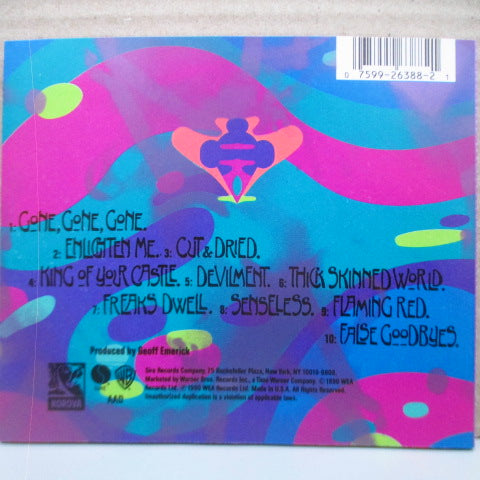 0 7599-26388-2 1
1: GONE, GONE, GONE.
2: ENLIGHTEN ME. 3: CUT & DRIED.
4: KING OF YOUR CASTLE. 5: DEVILMENT. 6: THICK SKINNED WORLD.
7: FREAKS DWELL. 8: SENSELESS. 9: FLAMING RED.
10: FALSE GOODBYES.
Produced by Geoff Emerick
Sire Records Company, 75 Rockefeller Plaza, New York, NY 10019-6908.
Marketed by Warner Bros. Records Inc., a Time Warner Company. © 1990 WEA
Records Ltd. ℗ 1990 WEA Records Ltd. Made in U.S.A. All Rights Reserved.
Unauthorized duplication is a violation of applicable laws.
KOROVA
AAD